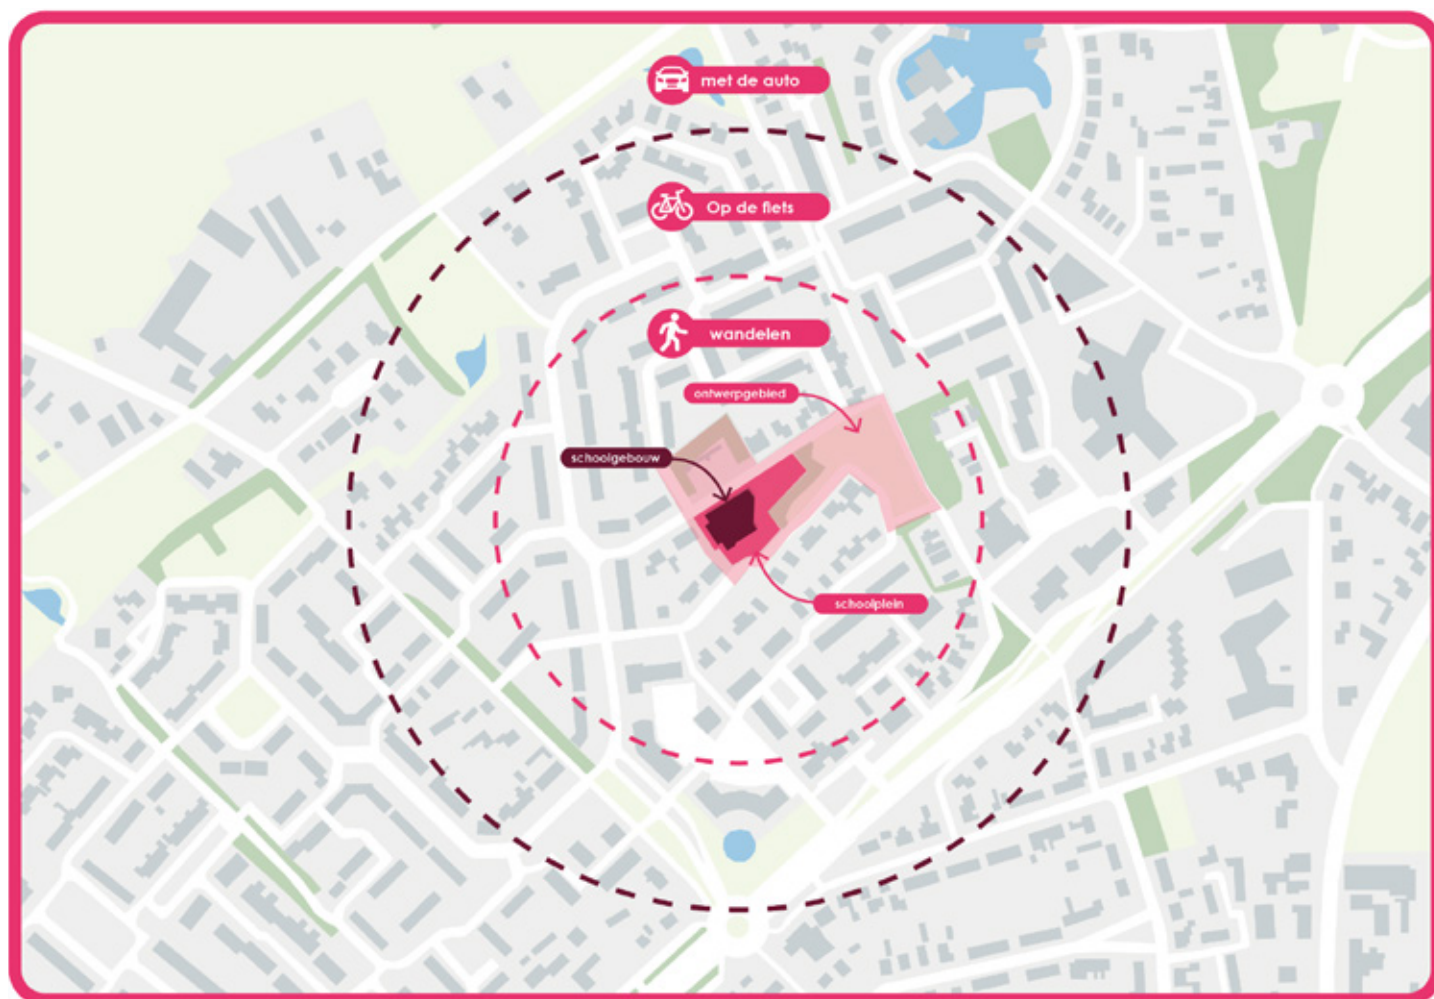 met de auto
Op de fiets
wandelen
ontwerpgebied
schoolgebouw
schoolplein